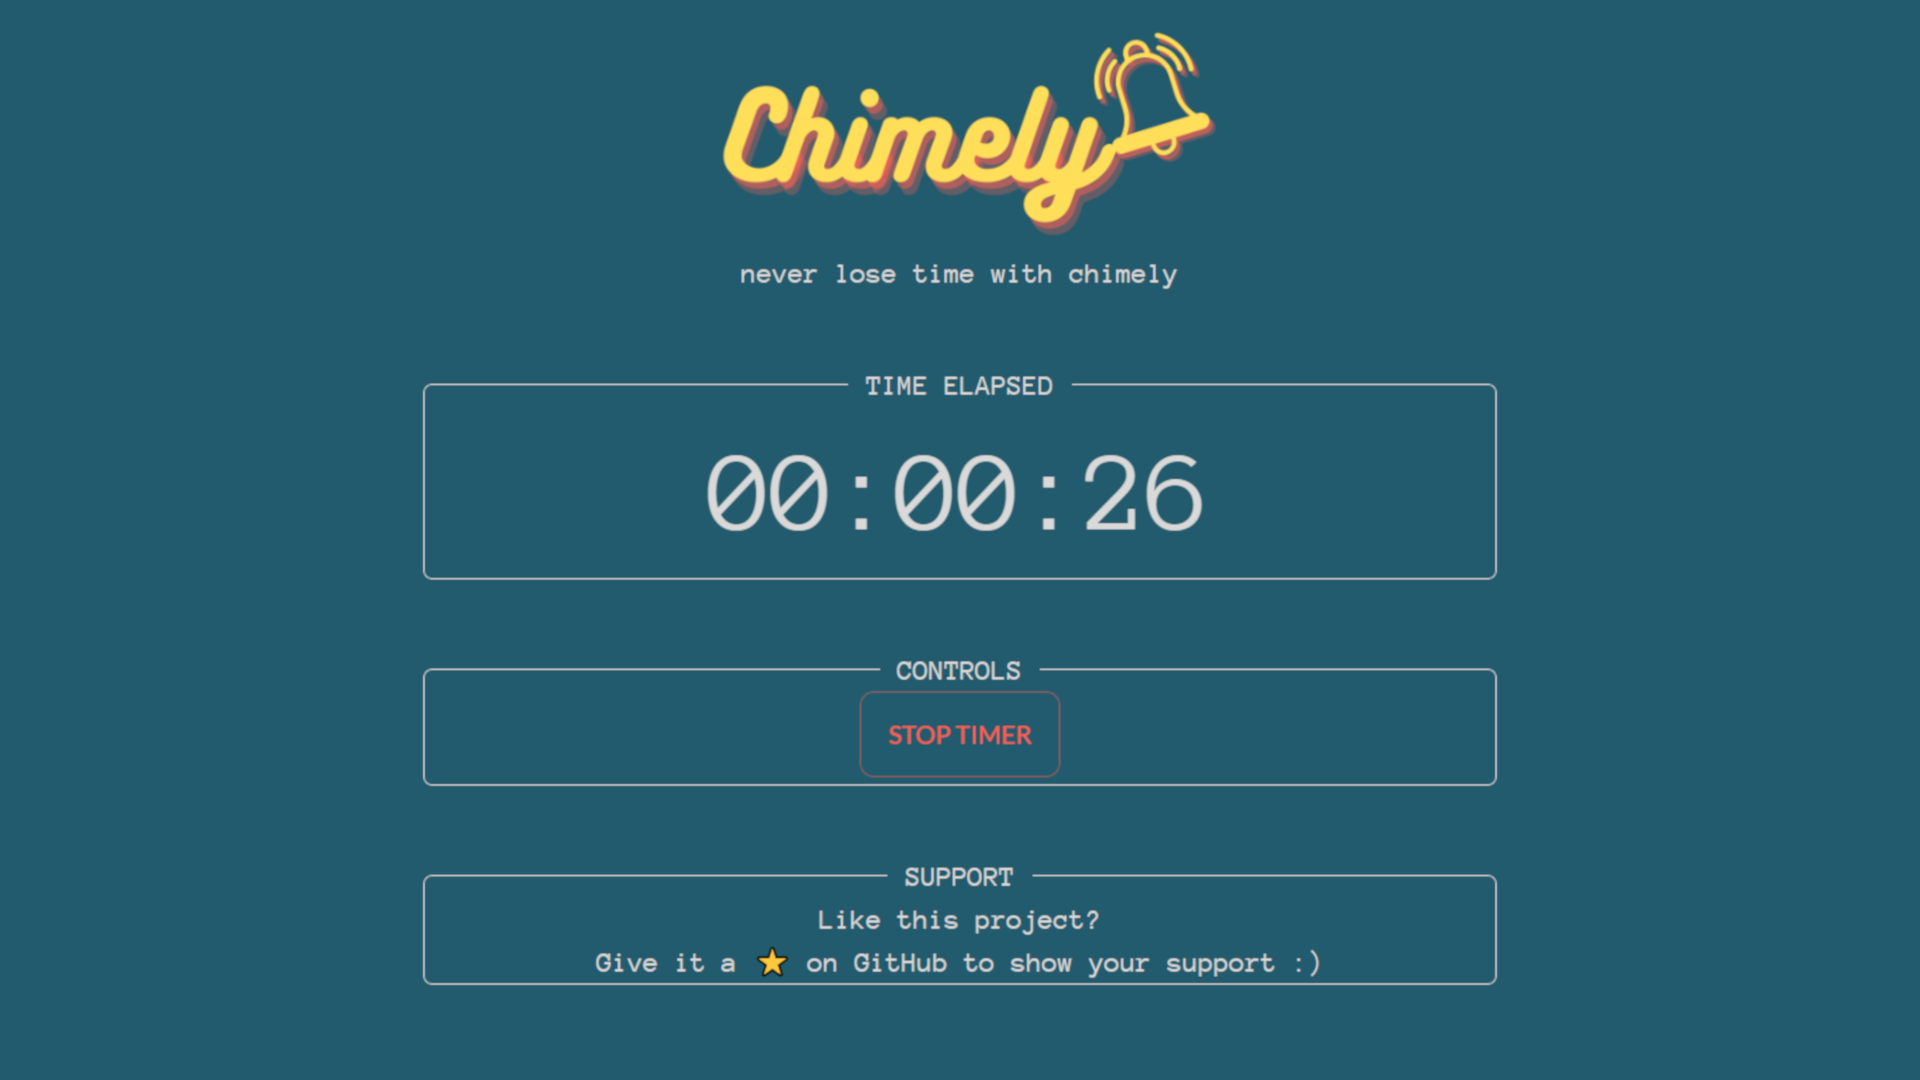 Chimely
never lose time with chimely
TIME ELAPSED
00:00:26
CONTROLS
STOP TIMER
SUPPORT
Like this project?
Give it a ⭐ on GitHub to show your support :)